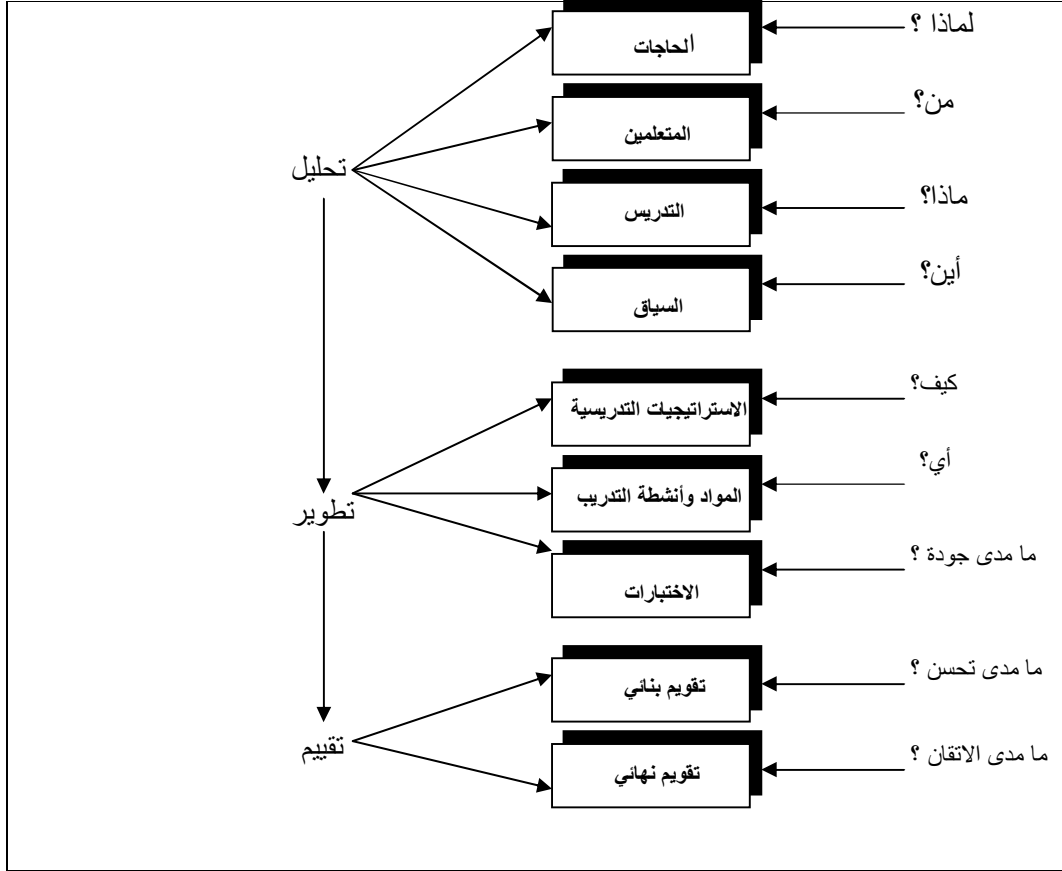 لماذا ؟
ألحاجات
من؟
المتعلمين
تحليل
ماذا؟
التدريس
أين؟
السياق
كيف؟
الاستراتيجيات التدريسية
أي؟
المواد وأنشطة التدريب
تطوير
ما مدى جودة ؟
الاختبارات
ما مدى تحسن ؟
تقويم بنائي
تقييم
ما مدى الاتقان ؟
تقويم نهائي